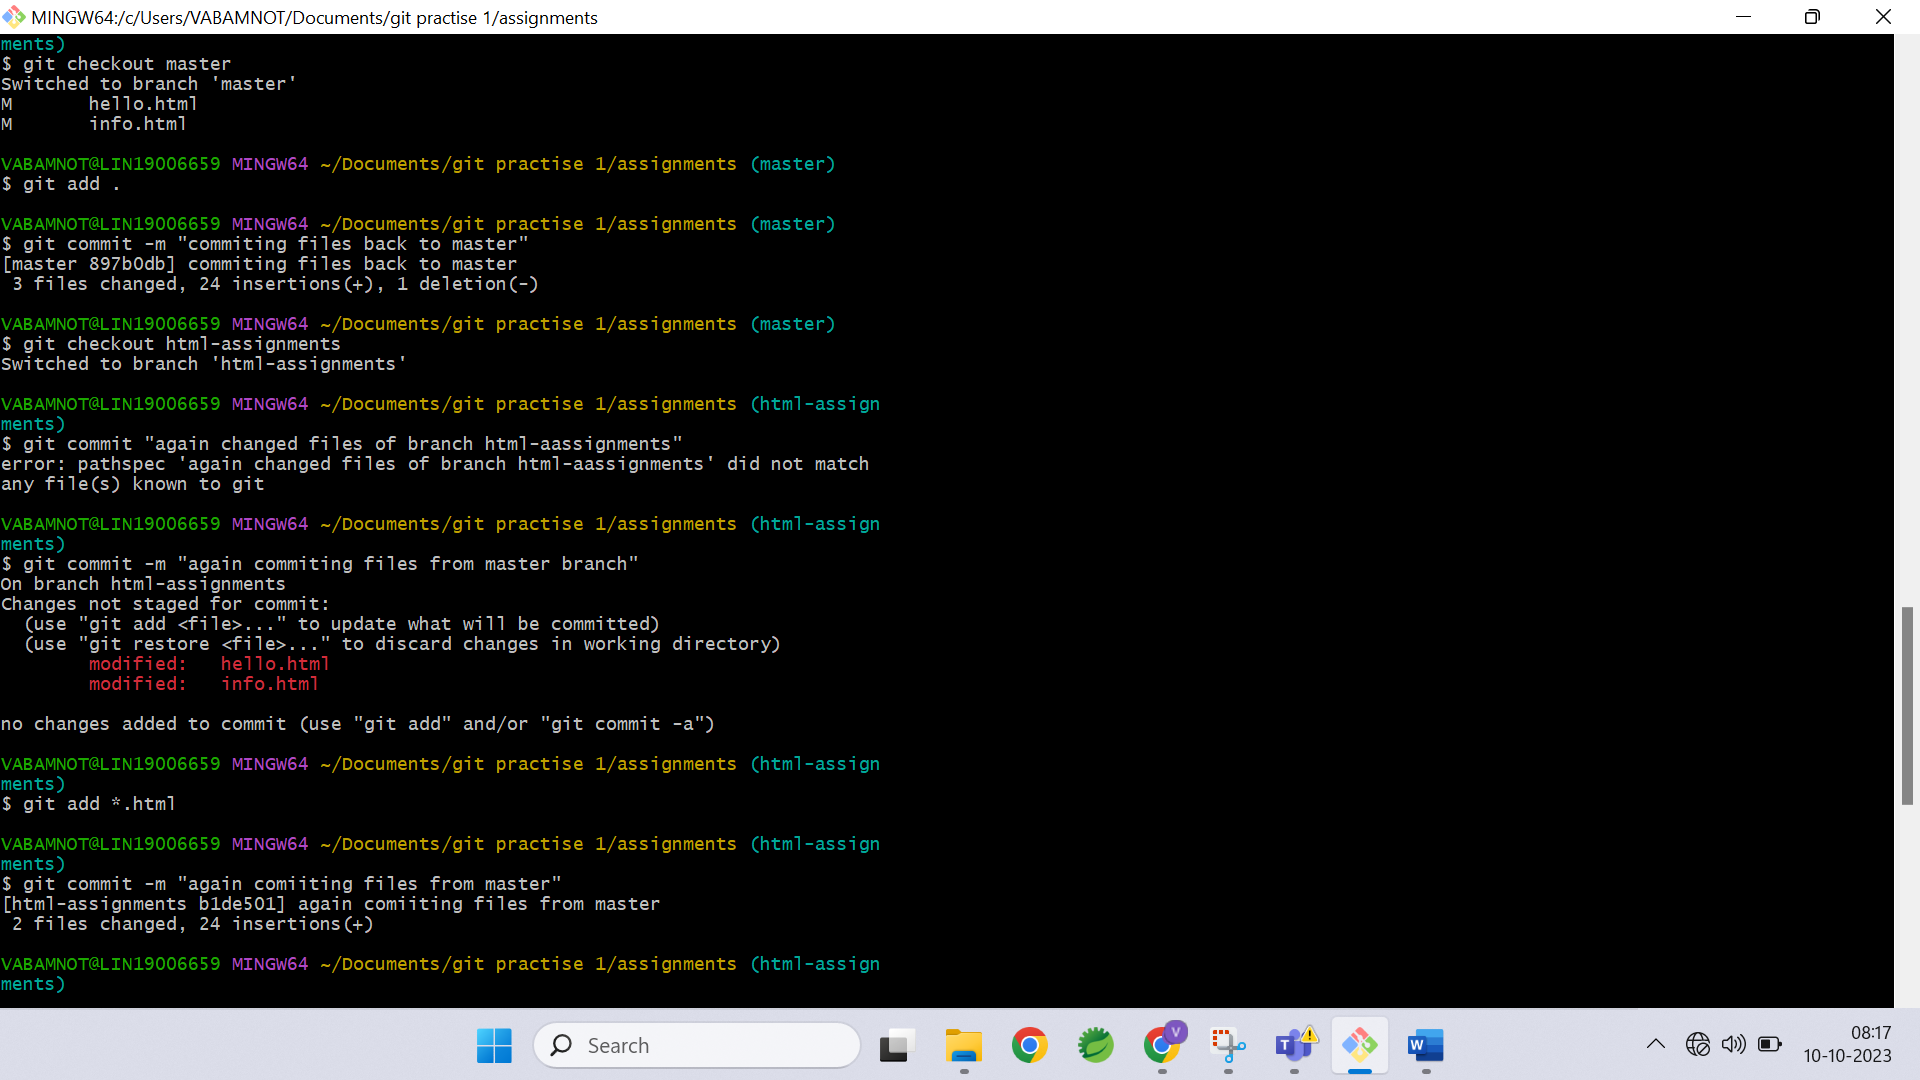 MINGW64:/c/Users/VABAMNOT/Documents/git practise 1/assignments
ments)
$ git checkout master
Switched to branch 'master'
M       hello.html
M       info.html
VABAMNOT@LIN19006659 MINGW64 ~/Documents/git practise 1/assignments (master)
$ git add .
VABAMNOT@LIN19006659 MINGW64 ~/Documents/git practise 1/assignments (master)
$ git commit -m "commiting files back to master"
[master 897b0db] commiting files back to master
 3 files changed, 24 insertions(+), 1 deletion(-)
VABAMNOT@LIN19006659 MINGW64 ~/Documents/git practise 1/assignments (master)
$ git checkout html-assignments
Switched to branch 'html-assignments'
VABAMNOT@LIN19006659 MINGW64 ~/Documents/git practise 1/assignments (html-assign
ments)
$ git commit "again changed files of branch html-aassignments"
error: pathspec 'again changed files of branch html-aassignments' did not match
any file(s) known to git
VABAMNOT@LIN19006659 MINGW64 ~/Documents/git practise 1/assignments (html-assign
ments)
$ git commit -m "again commiting files from master branch"
On branch html-assignments
Changes not staged for commit:
  (use "git add <file>..." to update what will be committed)
  (use "git restore <file>..." to discard changes in working directory)
        modified:   hello.html
        modified:   info.html
no changes added to commit (use "git add" and/or "git commit -a")
VABAMNOT@LIN19006659 MINGW64 ~/Documents/git practise 1/assignments (html-assign
ments)
$ git add *.html
VABAMNOT@LIN19006659 MINGW64 ~/Documents/git practise 1/assignments (html-assign
ments)
$ git commit -m "again comiiting files from master"
[html-assignments b1de501] again comiiting files from master
 2 files changed, 24 insertions(+)
VABAMNOT@LIN19006659 MINGW64 ~/Documents/git practise 1/assignments (html-assign
ments)
Search
V
T
W
08:17
10-10-2023